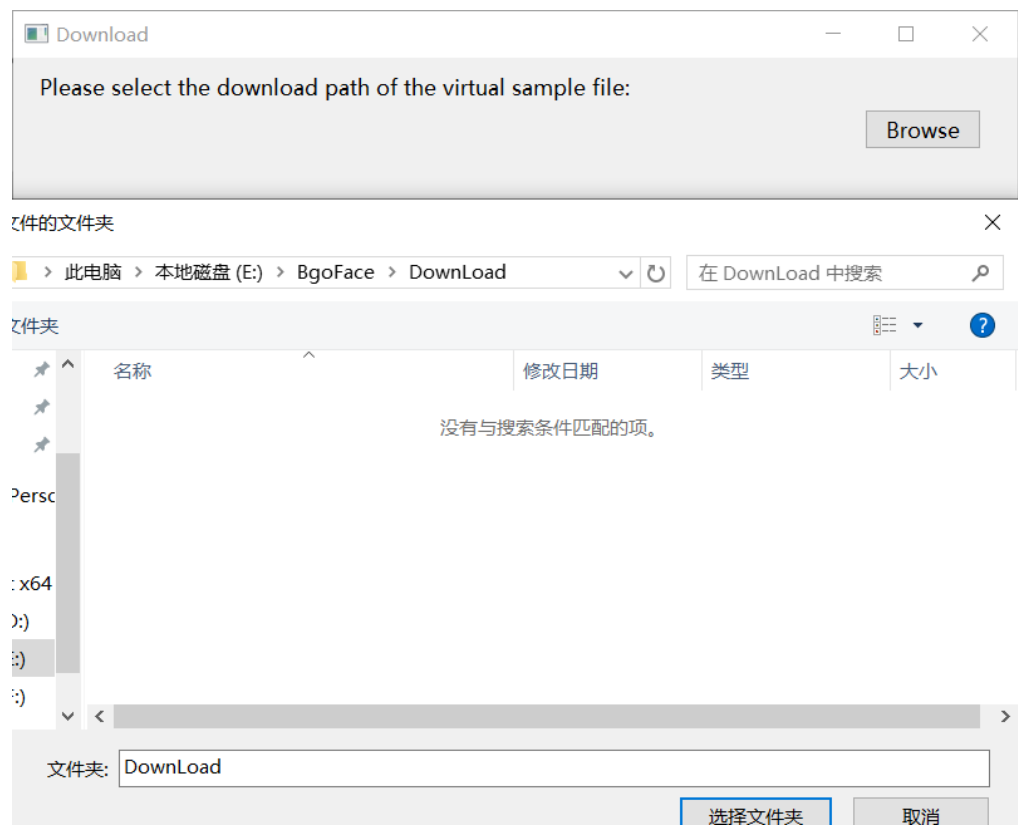 Download
Please select the download path of the virtual sample file:
Browse
文件的文件夹
此电脑 > 本地磁盘 (E:) > BgoFace > DownLoad
在 DownLoad 中搜索
文件夹
名称 修改日期 类型 大小
没有与搜索条件匹配的项。
x64
E:)
文件夹: DownLoad
选择文件夹 取消